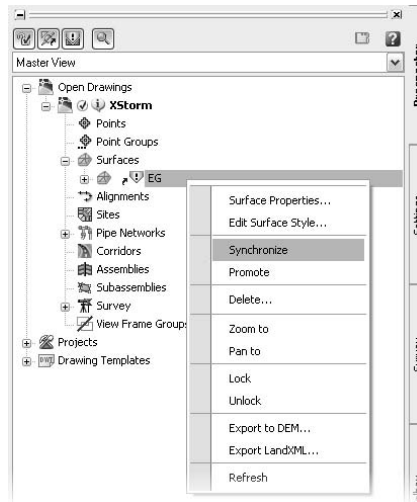 Master View
Open Drawings
XStorm
Points
Point Groups
Surfaces
EG
Alignments
Sites
Pipe Networks
Corridors
Assemblies
Subassemblies
Survey
View Frame Groups
Projects
Drawing Templates
Surface Properties...
Edit Surface Style...
Synchronize
Promote
Delete...
Zoom to
Pan to
Lock
Unlock
Export to DEM...
Export LandXML...
Refresh